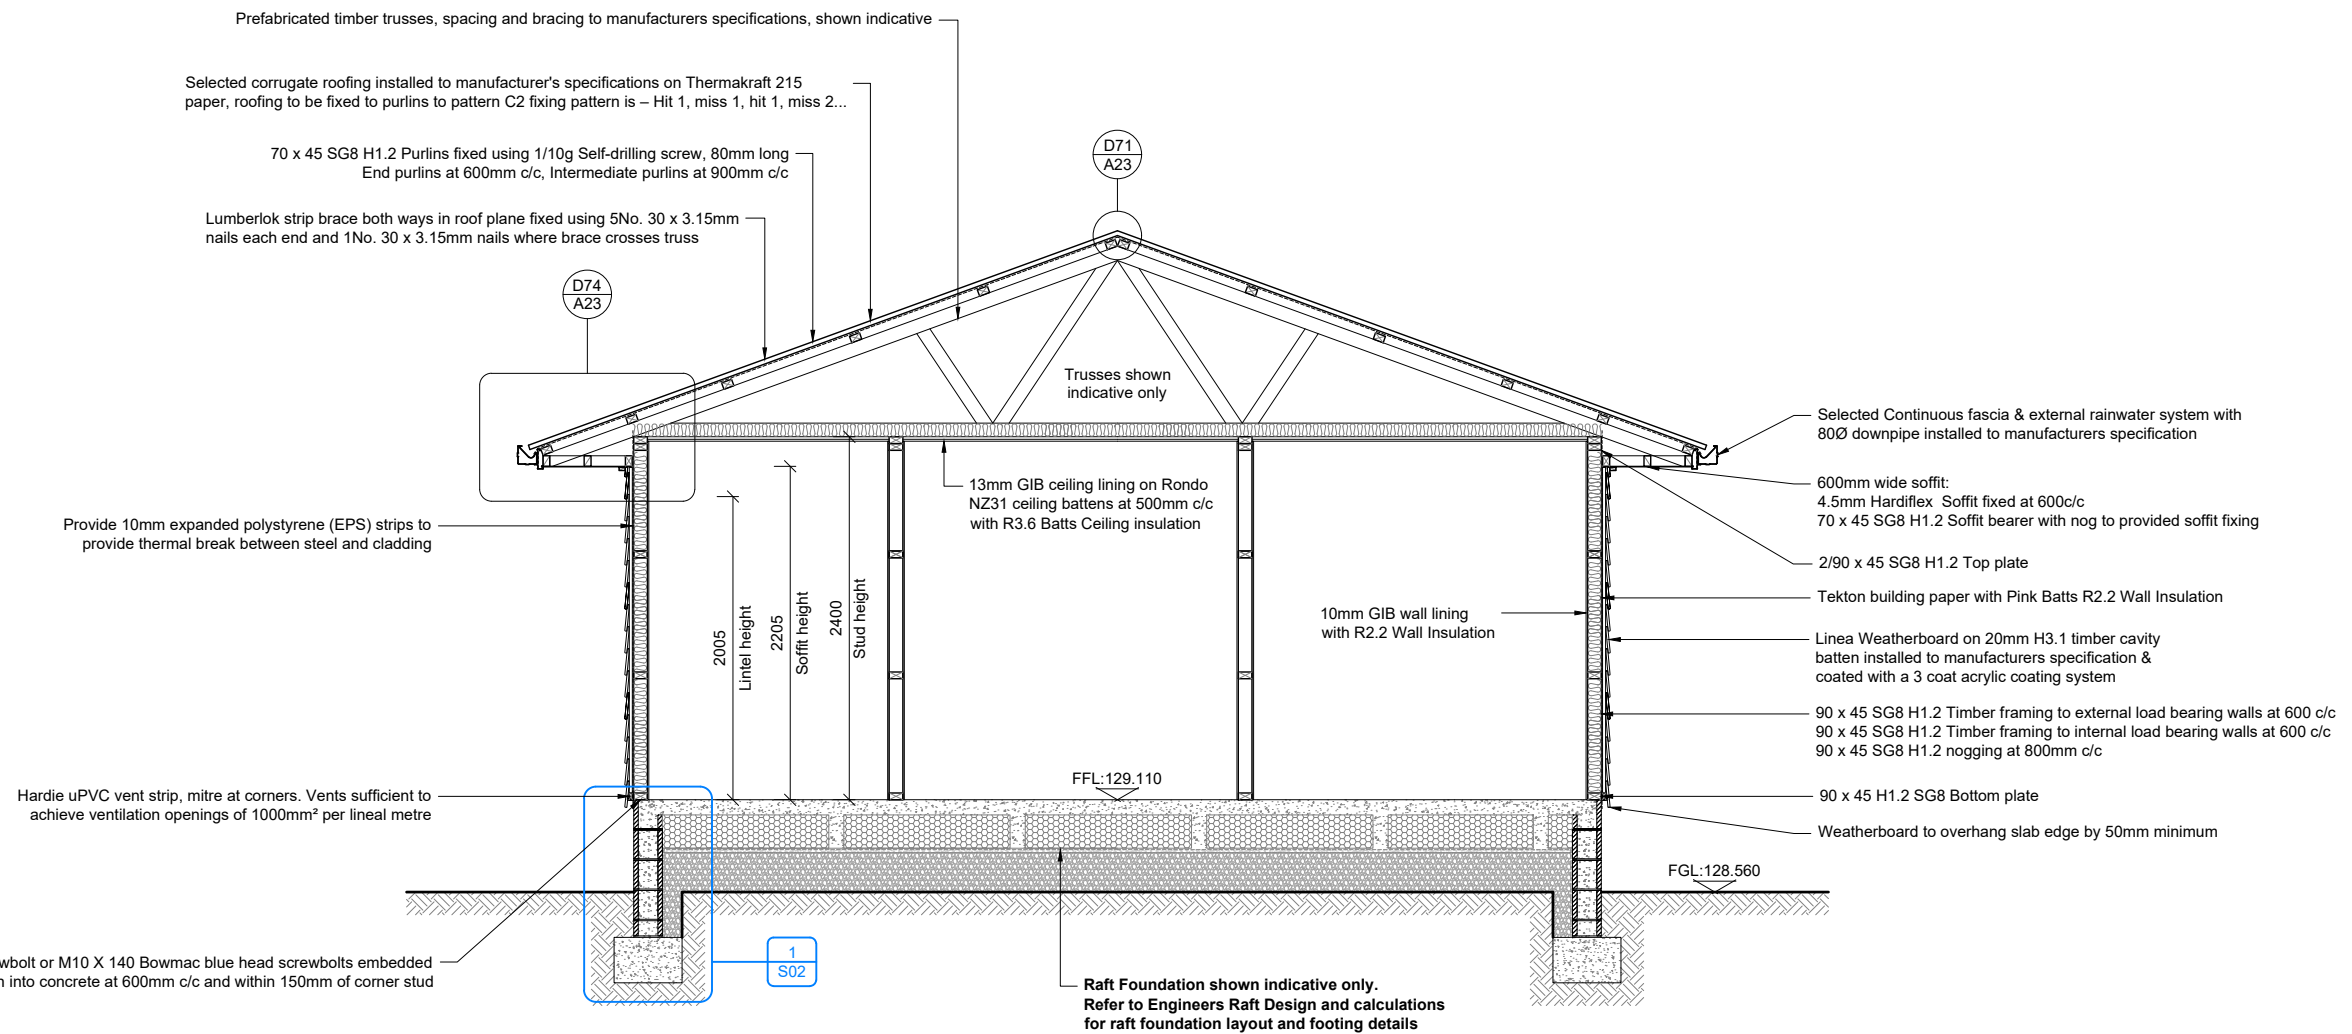 Prefabricated timber trusses, spacing and bracing to manufacturers specifications, shown indicative
Selected corrugate roofing installed to manufacturer's specifications on Thermakraft 215
paper, roofing to be fixed to purlins to pattern C2 fixing pattern is – Hit 1, miss 1, hit 1, miss 2...
70 x 45 SG8 H1.2 Purlins fixed using 1/10g Self-drilling screw, 80mm long
End purlins at 600mm c/c, Intermediate purlins at 900mm c/c
Lumberlok strip brace both ways in roof plane fixed using 5No. 30 x 3.15mm
nails each end and 1No. 30 x 3.15mm nails where brace crosses truss
D71
A23
D74
A23
Trusses shown
indicative only
Selected Continuous fascia & external rainwater system with
80Ø downpipe installed to manufacturers specification
13mm GIB ceiling lining on Rondo
NZ31 ceiling battens at 500mm c/c
with R3.6 Batts Ceiling insulation
600mm wide soffit:
4.5mm Hardiflex Soffit fixed at 600c/c
70 x 45 SG8 H1.2 Soffit bearer with nog to provided soffit fixing
Provide 10mm expanded polystyrene (EPS) strips to
provide thermal break between steel and cladding
2/90 x 45 SG8 H1.2 Top plate
Tekton building paper with Pink Batts R2.2 Wall Insulation
2005
Lintel height
2205
Soffit height
2400
Stud height
10mm GIB wall lining
with R2.2 Wall Insulation
Linea Weatherboard on 20mm H3.1 timber cavity
batten installed to manufacturers specification &
coated with a 3 coat acrylic coating system
90 x 45 SG8 H1.2 Timber framing to external load bearing walls at 600 c/c
90 x 45 SG8 H1.2 Timber framing to internal load bearing walls at 600 c/c
90 x 45 SG8 H1.2 nogging at 800mm c/c
FFL:129.110
Hardie uPVC vent strip, mitre at corners. Vents sufficient to
achieve ventilation openings of 1000mm² per lineal metre
90 x 45 H1.2 SG8 Bottom plate
Weatherboard to overhang slab edge by 50mm minimum
FGL:128.560
wbolt or M10 X 140 Bowmac blue head screwbolts embedded
into concrete at 600mm c/c and within 150mm of corner stud
1
S02
Raft Foundation shown indicative only.
Refer to Engineers Raft Design and calculations
for raft foundation layout and footing details